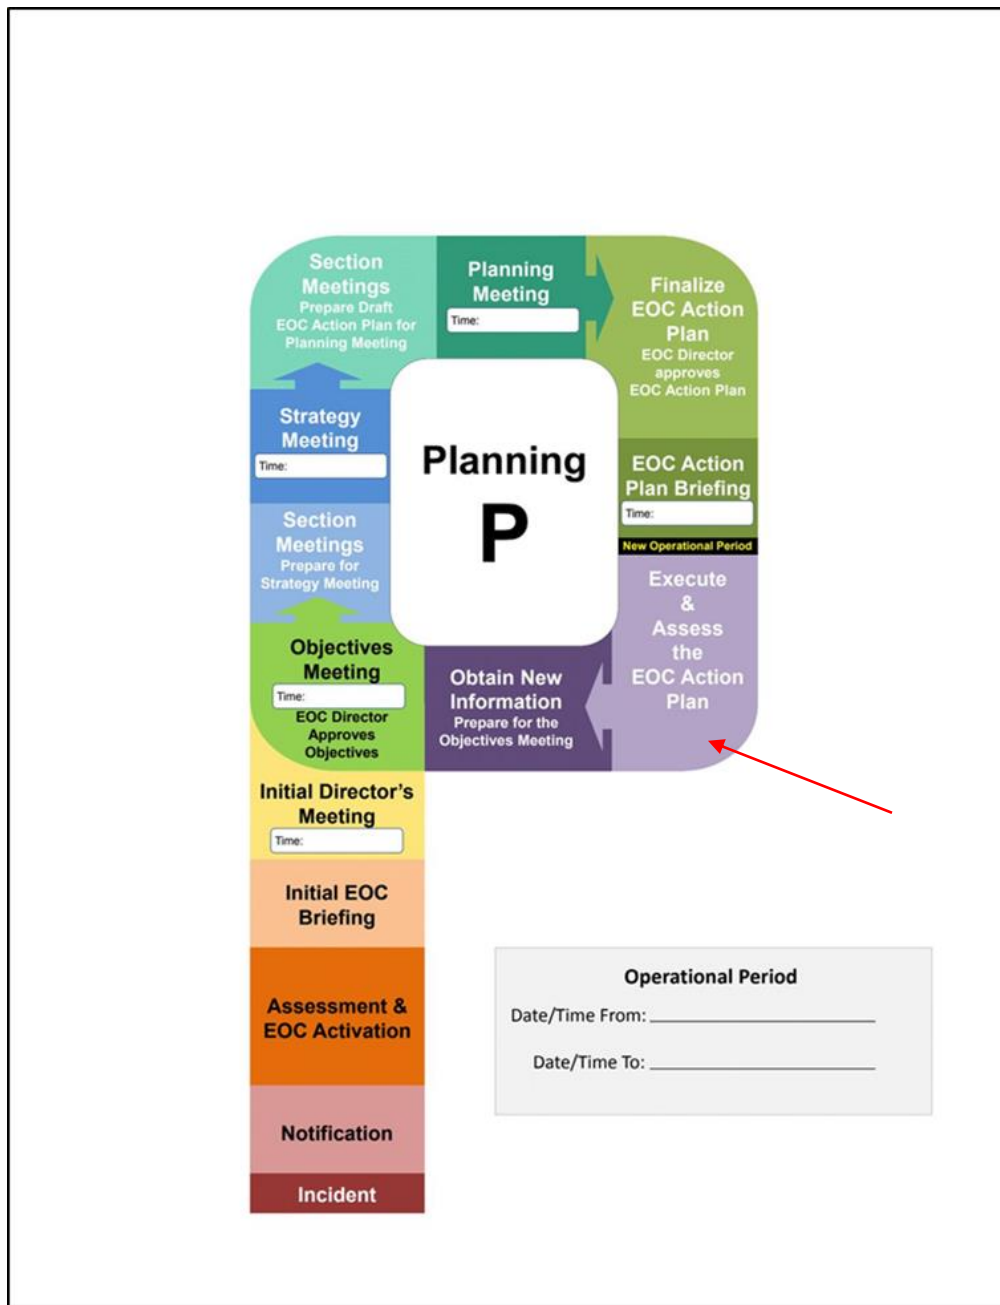 Section
Meetings
Prepare Draft
EOC Action Plan for
Planning Meeting
Planning
Meeting
Time:
Finalize
EOC Action
Plan
EOC Director
approves
EOC Action Plan
Strategy
Meeting
Time:
Planning
P
EOC Action
Plan Briefing
Time:
New Operational Period
Section
Meetings
Prepare for
Strategy Meeting
Execute
&
Assess
the
EOC Action
Plan
Objectives
Meeting
Time:
EOC Director
Approves
Objectives
Obtain New
Information
Prepare for the
Objectives Meeting
Initial Director's
Meeting
Time:
Initial EOC
Briefing
Assessment &
EOC Activation
Notification
Incident
Operational Period
Date/Time From:
Date/Time To: